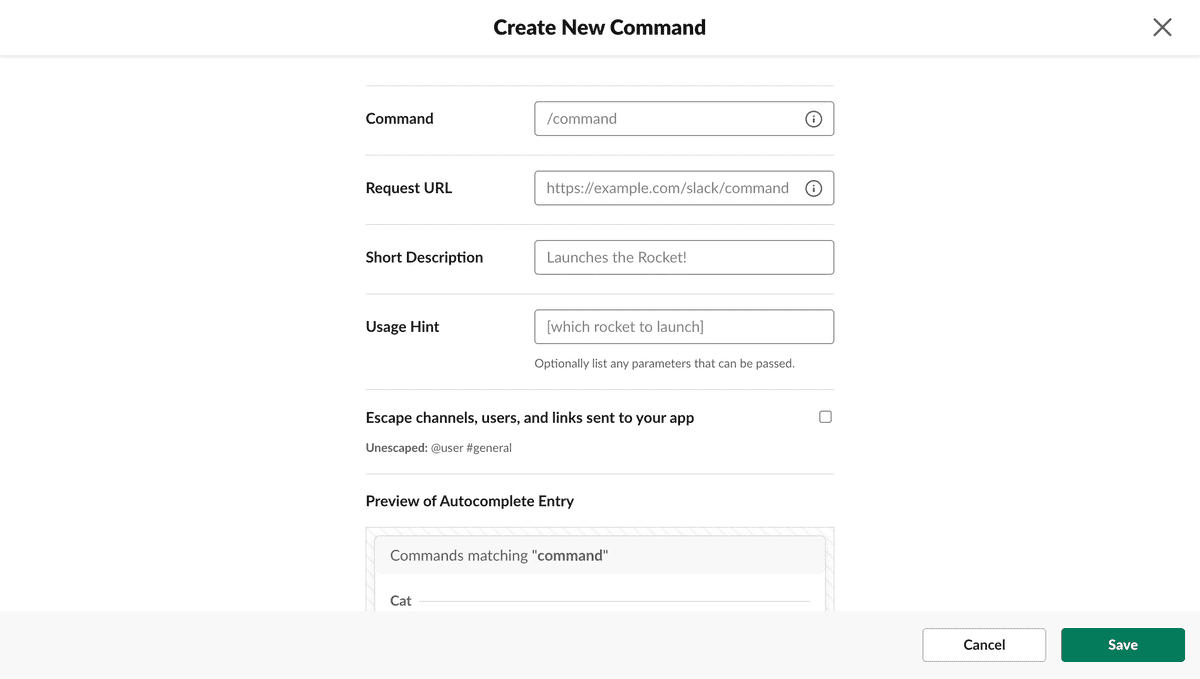 Create New Command
Command
/command
Request URL
https://example.com/slack/command
Short Description
Launches the Rocket!
Usage Hint
[which rocket to launch]
Optionally list any parameters that can be passed.
Escape channels, users, and links sent to your app
Unescaped: @user #general
Preview of Autocomplete Entry
Commands matching "command"
Cat
Cancel
Save